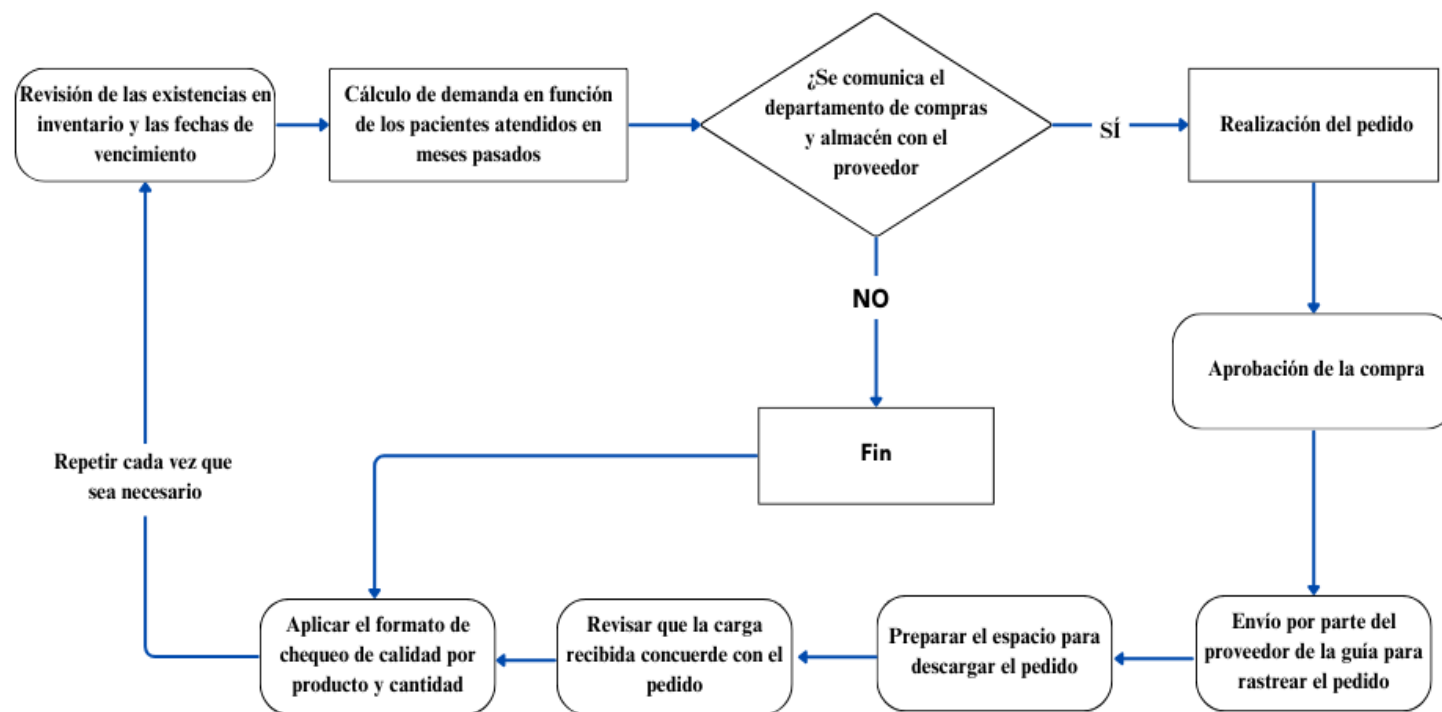 Revisión de las existencias en
inventario y las fechas de
vencimiento
Cálculo de demanda en función
de los pacientes atendidos en
meses pasados
¿Se comunica el
departamento de compras
y almacén con el
proveedor
SÍ
Realización del pedido
NO
Aprobación de la compra
Fin
Repetir cada vez que
sea necesario
Aplicar el formato de
chequeo de calidad por
producto y cantidad
Revisar que la carga
recibida concuerde con el
pedido
Preparar el espacio para
descargar el pedido
Envío por parte del
proveedor de la guía para
rastrear el pedido